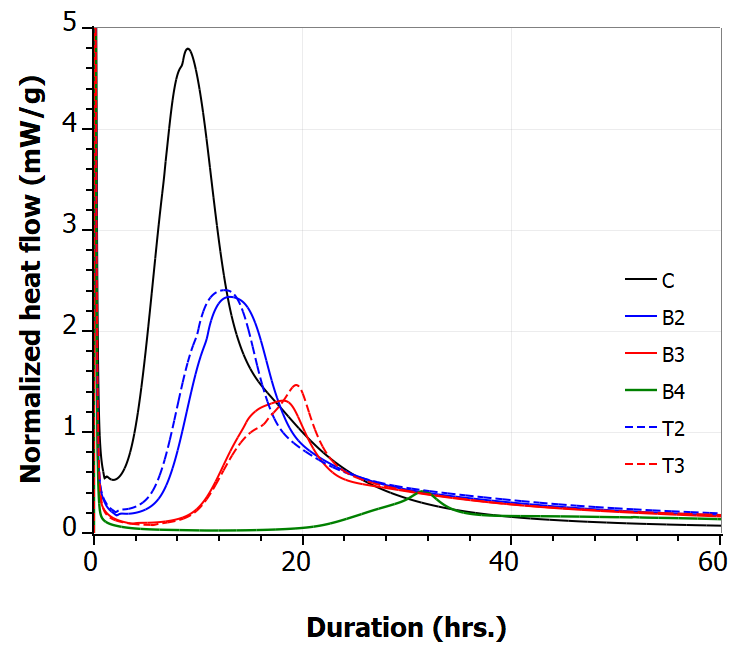 Normalized heat flow (mW/g)
5
4
3
2
1
0
0
20
40
60
Duration (hrs.)
C
B2
B3
B4
T2
T3